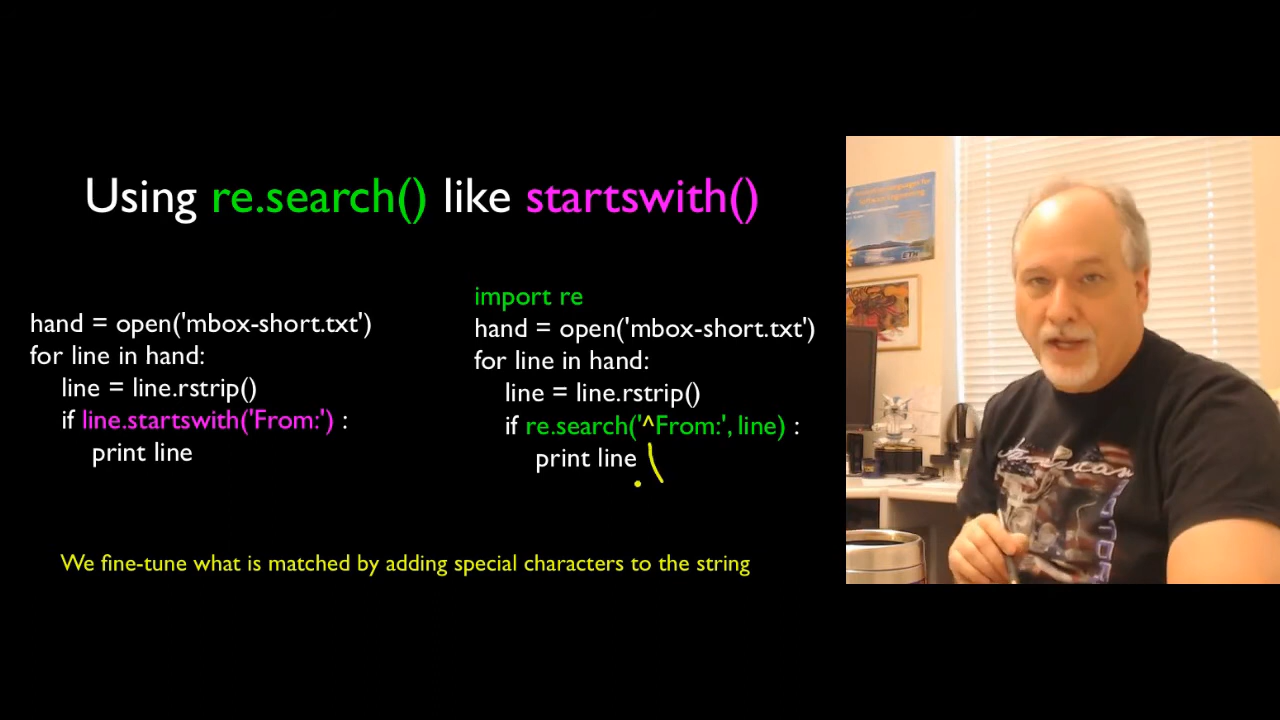 Using re.search() like startswith()
hand = open('mbox-short.txt')
for line in hand:
line = line.rstrip()
if line.startswith('From:') :
print line
import re
hand = open('mbox-short.txt')
for line in hand:
line = line.rstrip()
if re.search('^From:', line) :
print line
We fine-tune what is matched by adding special characters to the string
ETH
American